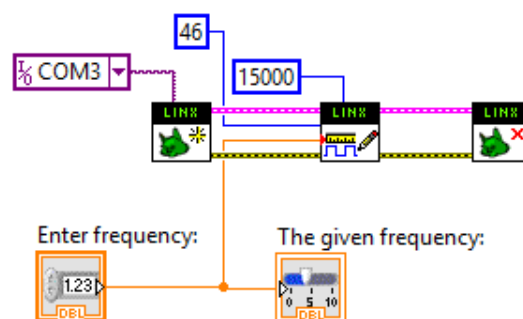 46
I/O COM3
15000
LINX
LINX
LINX
Enter frequency:
The given frequency:
1.23
DBL
0 5 10
DBL